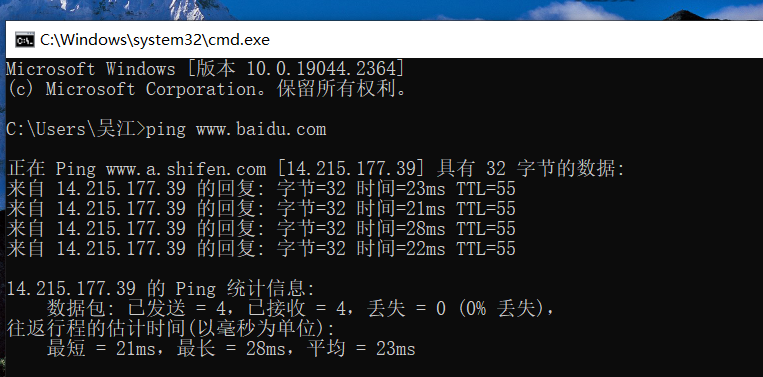 C:\Windows\system32\cmd.exe
Microsoft Windows [版本 10.0.19044.2364]
(c) Microsoft Corporation。保留所有权利。
C:\Users\吴江>ping www.baidu.com
正在 Ping www.a.shifen.com [14.215.177.39] 具有 32 字节的数据:
来自 14.215.177.39 的回复: 字节=32 时间=23ms TTL=55
来自 14.215.177.39 的回复: 字节=32 时间=21ms TTL=55
来自 14.215.177.39 的回复: 字节=32 时间=28ms TTL=55
来自 14.215.177.39 的回复: 字节=32 时间=22ms TTL=55
14.215.177.39 的 Ping 统计信息:
数据包: 已发送 = 4，已接收 = 4，丢失 = 0 (0% 丢失)，
往返行程的估计时间(以毫秒为单位):
最短 = 21ms，最长 = 28ms，平均 = 23ms